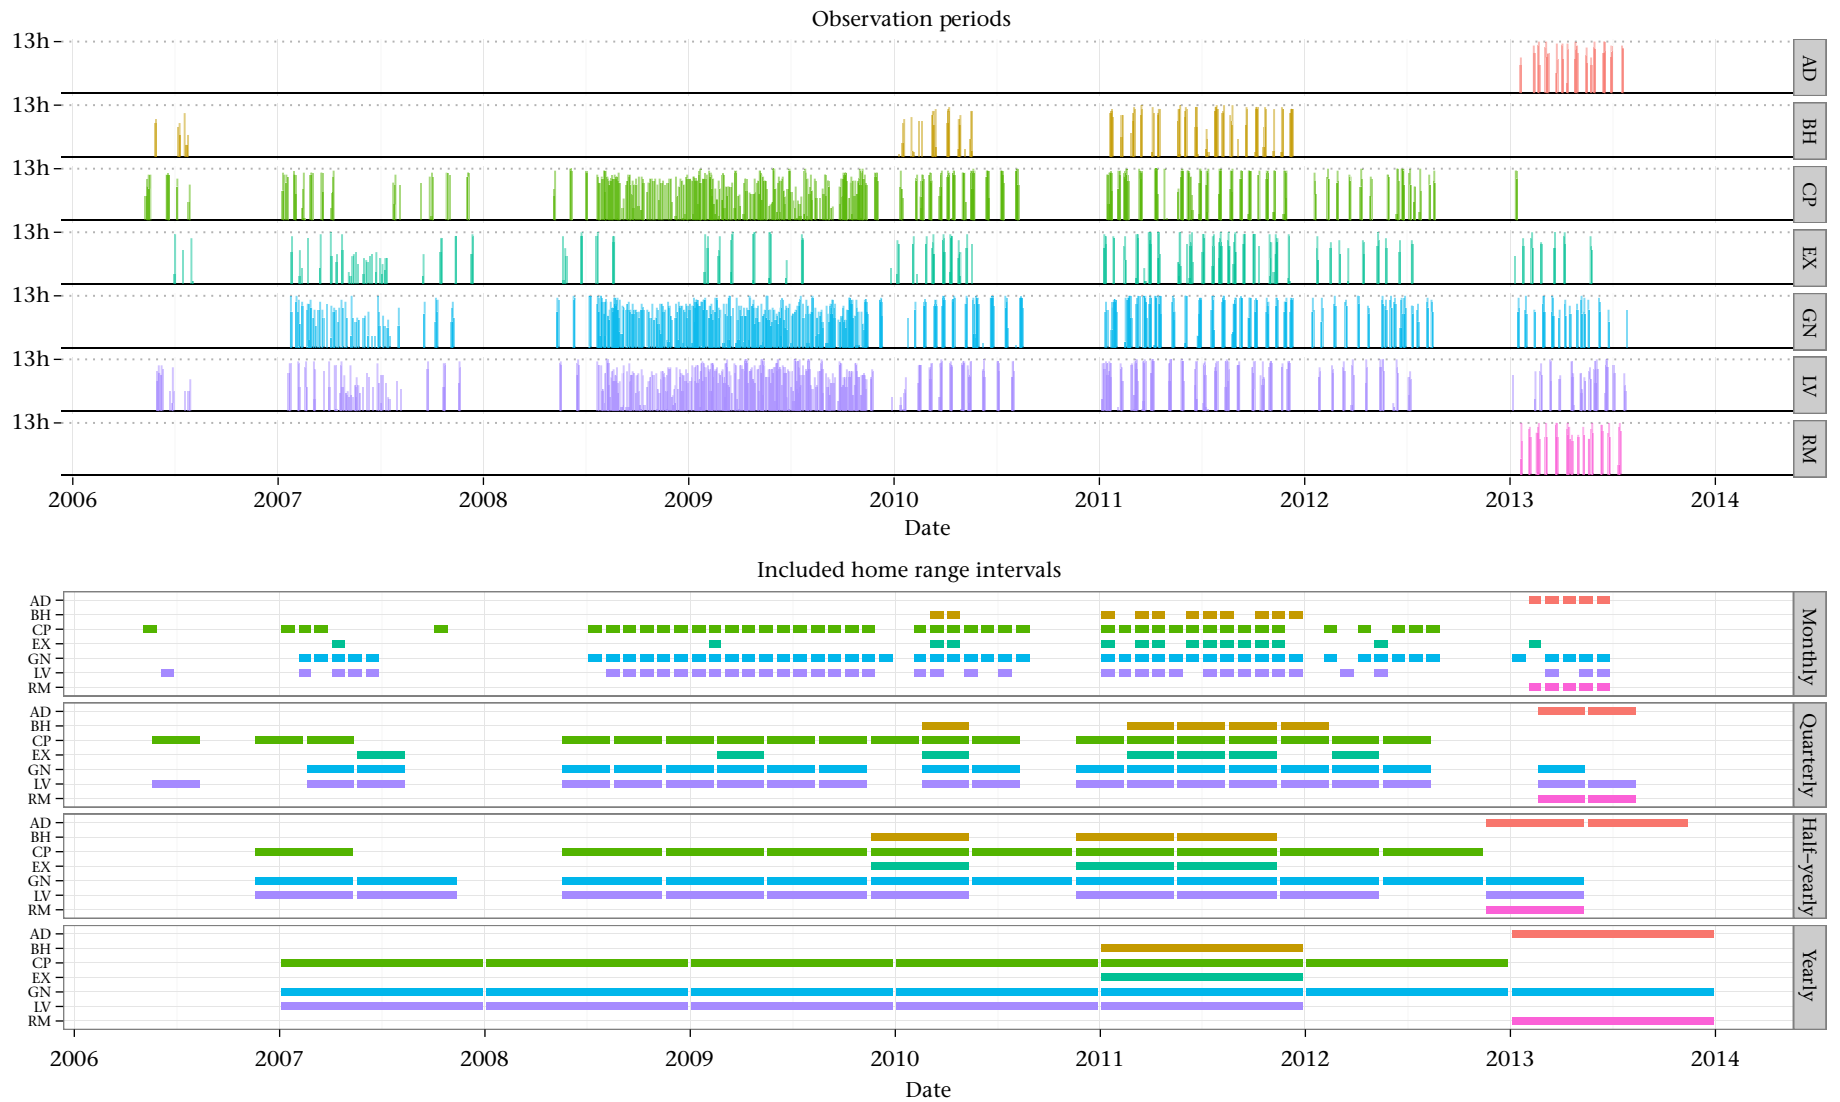 Observation periods
13h
AD
13h
BH
13h
CP
13h
EX
13h
GN
13h
LV
13h
RM
2006 2007 2008 2009 2010 2011 2012 2013 2014
Date
Included home range intervals
AD
BH
CP
EX
GN
LV
RM
Monthly
AD
BH
CP
EX
GN
LV
RM
Quarterly
AD
BH
CP
EX
GN
LV
RM
Half-yearly
AD
BH
CP
EX
GN
LV
RM
Yearly
2006 2007 2008 2009 2010 2011 2012 2013 2014
Date